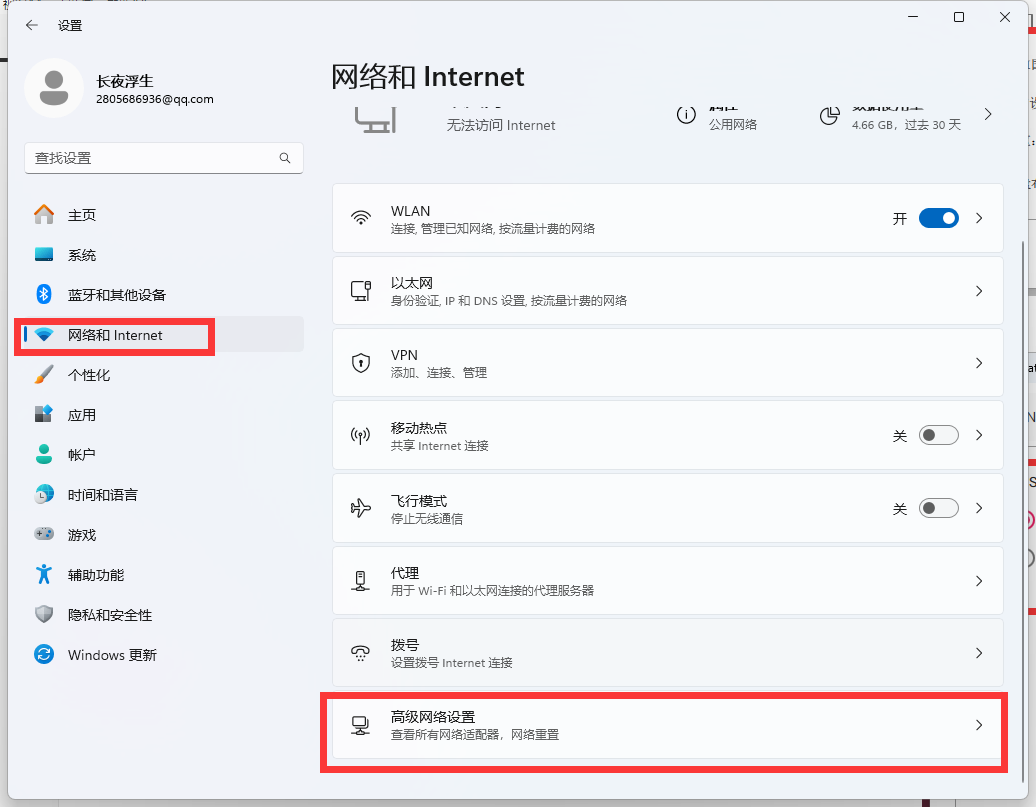 设置
长夜浮生
2805686936@qq.com
查找设置
主页
系统
蓝牙和其他设备
网络和 Internet
个性化
应用
帐户
时间和语言
游戏
辅助功能
隐私和安全性
Windows 更新
网络和 Internet
无法访问 Internet
属性
公用网络
数据使用量
4.66 GB，过去 30 天
WLAN
连接, 管理已知网络, 按流量计费的网络
开
以太网
身份验证, IP 和 DNS 设置, 按流量计费的网络
VPN
添加、连接、管理
移动热点
共享 Internet 连接
关
飞行模式
停止无线通信
关
代理
用于 Wi-Fi 和以太网连接的代理服务器
拨号
设置拨号 Internet 连接
高级网络设置
查看所有网络适配器，网络重置